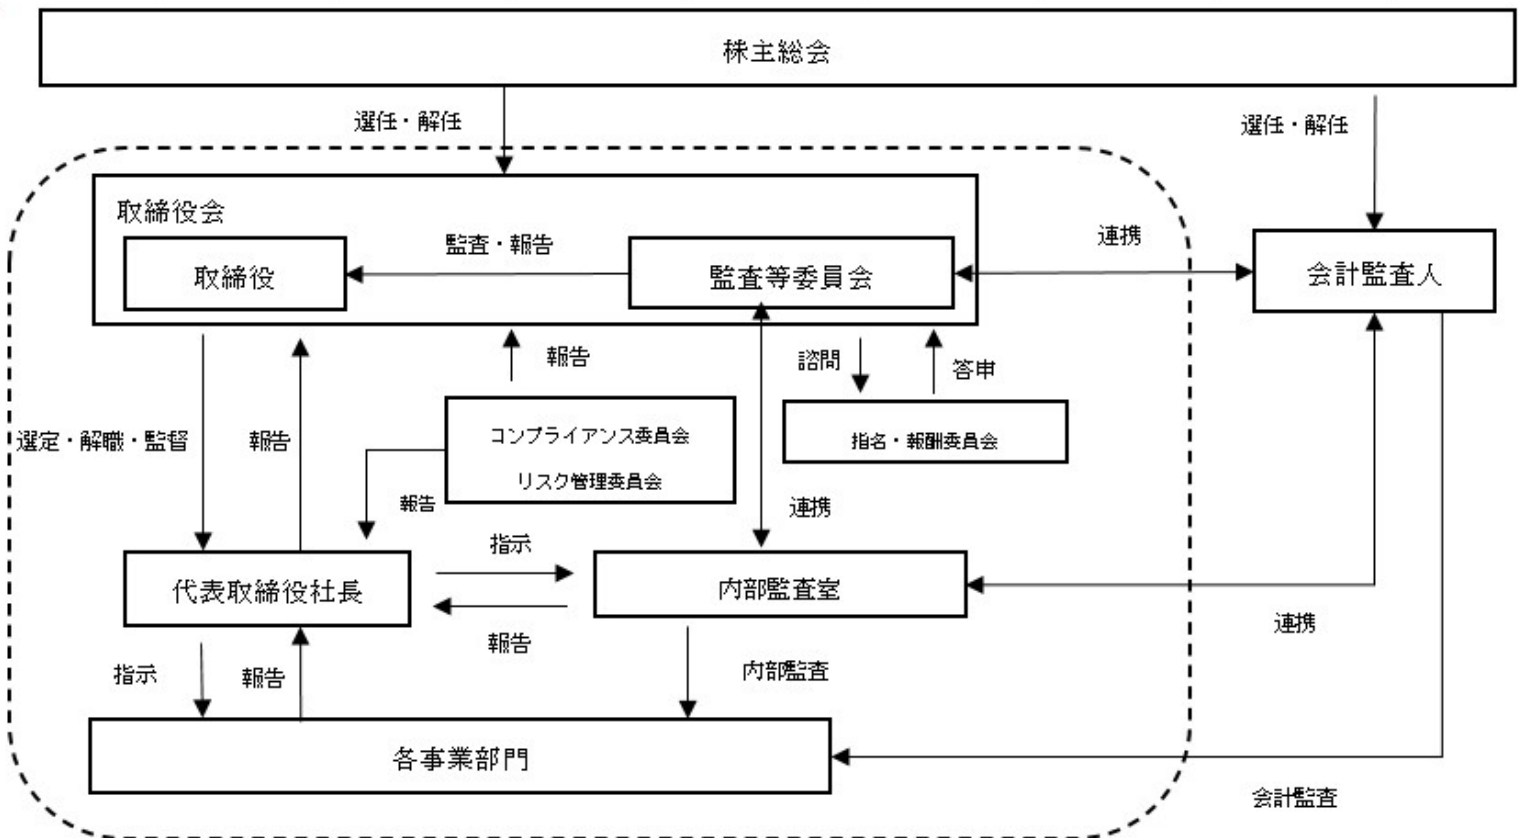 株主総会
選任・解任
選任・解任
取締役会
取締役
監査・報告
監査等委員会
連携
会計監査人
報告
諮問
答申
選定・解職・監督
報告
コンプライアンス委員会
リスク管理委員会
指名・報酬委員会
報告
連携
指示
代表取締役社長
内部監査室
報告
連携
指示
報告
内部監査
各事業部門
会計監査